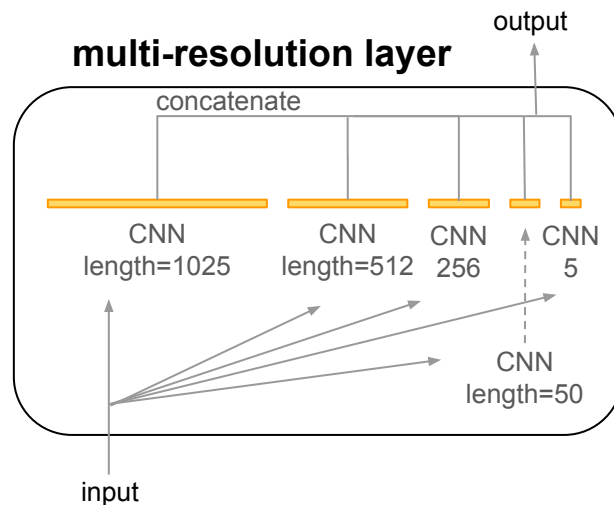 output
multi-resolution layer
concatenate
CNN
length=1025
CNN
length=512
CNN
256
CNN
5
CNN
length=50
input